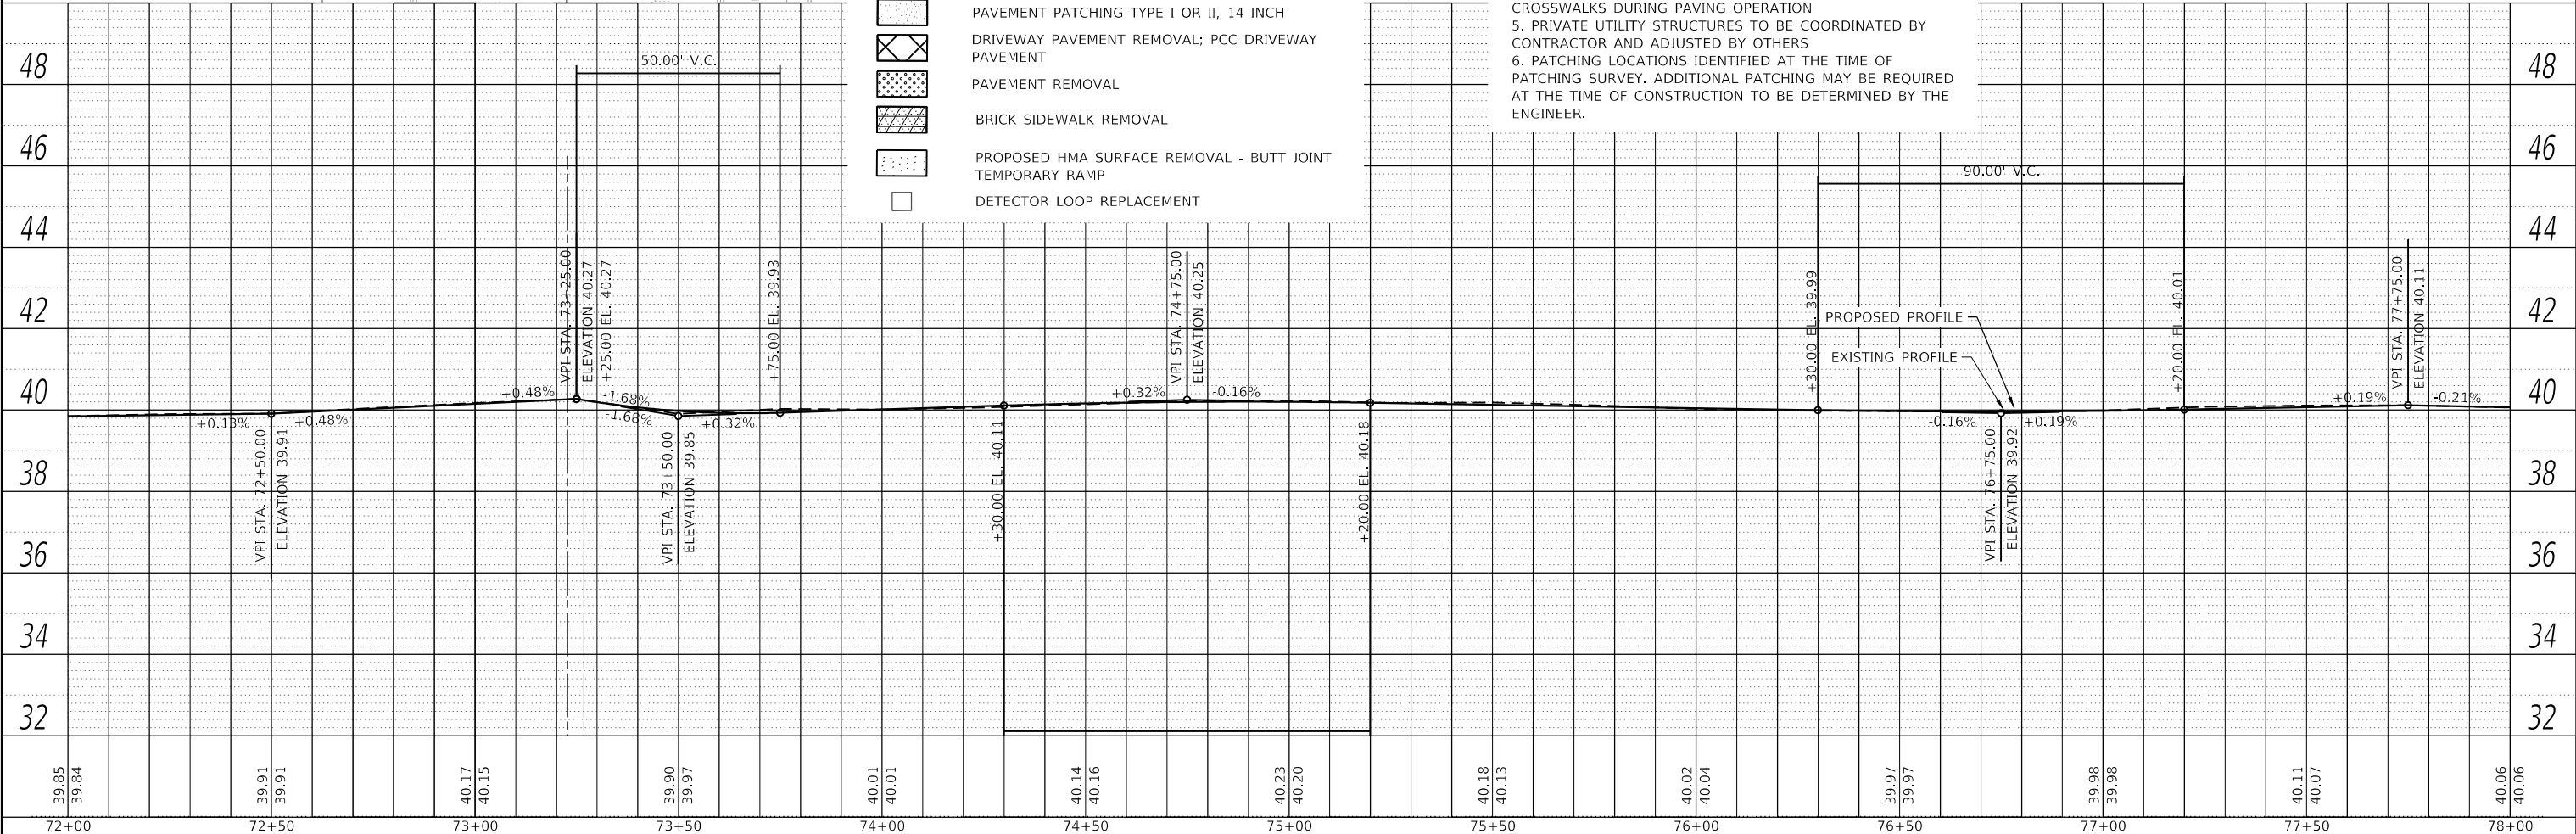 PAVEMENT PATCHING TYPE I OR II, 14 INCH
DRIVEWAY PAVEMENT REMOVAL; PCC DRIVEWAY
PAVEMENT
PAVEMENT REMOVAL
BRICK SIDEWALK REMOVAL
PROPOSED HMA SURFACE REMOVAL - BUTT JOINT
TEMPORARY RAMP
DETECTOR LOOP REPLACEMENT
CROSSWALKS DURING PAVING OPERATION
5. PRIVATE UTILITY STRUCTURES TO BE COORDINATED BY
CONTRACTOR AND ADJUSTED BY OTHERS
6. PATCHING LOCATIONS IDENTIFIED AT THE TIME OF
PATCHING SURVEY. ADDITIONAL PATCHING MAY BE REQUIRED
AT THE TIME OF CONSTRUCTION TO BE DETERMINED BY THE
ENGINEER.
48
46
44
42
40
38
36
34
32
48
46
44
42
40
38
36
34
32
50.00' V.C.
90.00' V.C.
+0.13%
VPI STA. 72+50.00
ELEVATION 39.91
+0.48%
+0.48%
VPI STA. 73+25.00
ELEVATION 40.27
+25.00 EL. 40.27
-1.68%
-1.68%
VPI STA. 73+50.00
ELEVATION 39.85
+0.32%
+75.00 EL. 39.93
+30.00 EL. 40.11
+0.32%
VPI STA. 74+75.00
ELEVATION 40.25
-0.16%
+20.00 EL. 40.18
+30.00 EL. 39.99
PROPOSED PROFILE
EXISTING PROFILE
-0.16%
VPI STA. 76+75.00
ELEVATION 39.92
+0.19%
+20.00 EL. 40.01
+0.19%
VPI STA. 77+75.00
ELEVATION 40.11
-0.21%
39.85
39.84
39.91
39.91
40.17
40.15
39.90
39.97
40.01
40.01
40.14
40.16
40.23
40.20
40.18
40.13
40.02
40.04
39.97
39.97
39.98
39.98
40.11
40.07
40.06
40.06
72+00
72+50
73+00
73+50
74+00
74+50
75+00
75+50
76+00
76+50
77+00
77+50
78+00